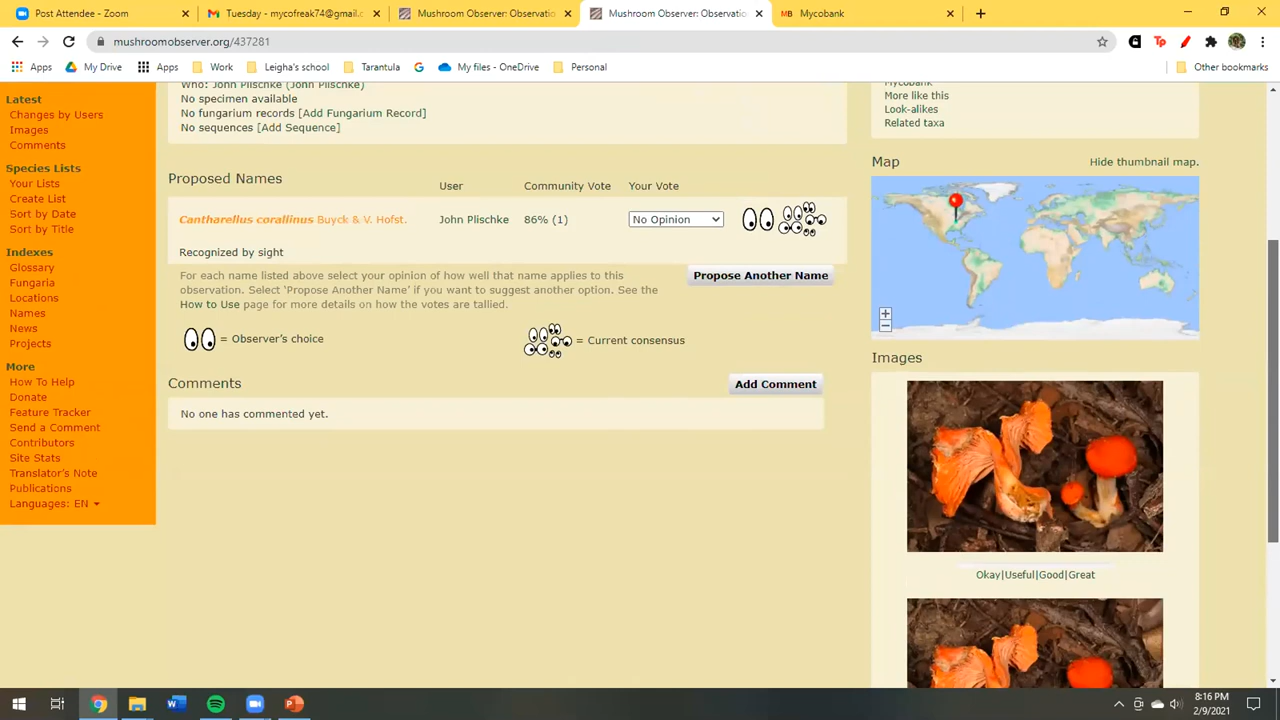 Post Attendee - Zoom
Tuesday - mycofreak74@gmail.c
Mushroom Observer: Observatio
Mushroom Observer: Observatio
MB Mycobank
mushroomobserver.org/437281
Apps
My Drive
Apps
Work
Leigha's school
Tarantula
My files - OneDrive
Personal
Other bookmarks
Latest
Changes by Users
Images
Comments
Species Lists
Your Lists
Create List
Sort by Date
Sort by Title
Indexes
Glossary
Fungaria
Locations
Names
News
Projects
More
How To Help
Donate
Feature Tracker
Send a Comment
Contributors
Site Stats
Translator's Note
Publications
Languages: EN
Who: John Plischke (John Plischke)
No specimen available
No fungarium records [Add Fungarium Record]
No sequences [Add Sequence]
Proposed Names
User
Community Vote
Your Vote
Cantharellus corallinus Buyck & V. Hofst.
John Plischke
86% (1)
No Opinion
Recognized by sight
For each name listed above select your opinion of how well that name applies to this
observation. Select 'Propose Another Name' if you want to suggest another option. See the
How to Use page for more details on how the votes are tallied.
Propose Another Name
= Observer's choice
= Current consensus
Comments
Add Comment
No one has commented yet.
Mycobank
More like this
Look-alikes
Related taxa
Map
Hide thumbnail map.
+
−
Images
Okay|Useful|Good|Great
8:16 PM
2/9/2021